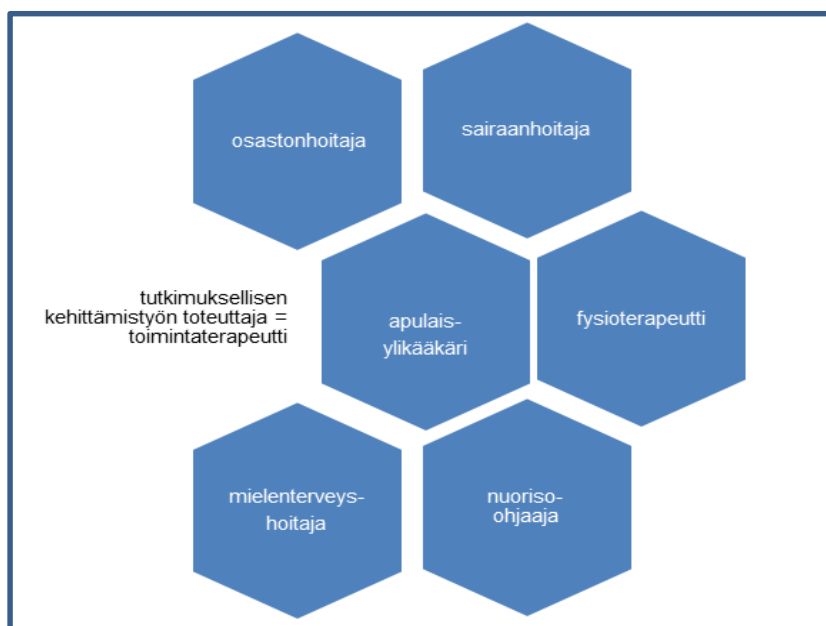 osastonhoitaja
sairaanhoitaja
tutkimuksellisen
kehittämistyön toteuttaja =
toimintaterapeutti
apulais-
ylikääkäri
fysioterapeutti
mielenterveys-
hoitaja
nuoriso-
ohjaaja